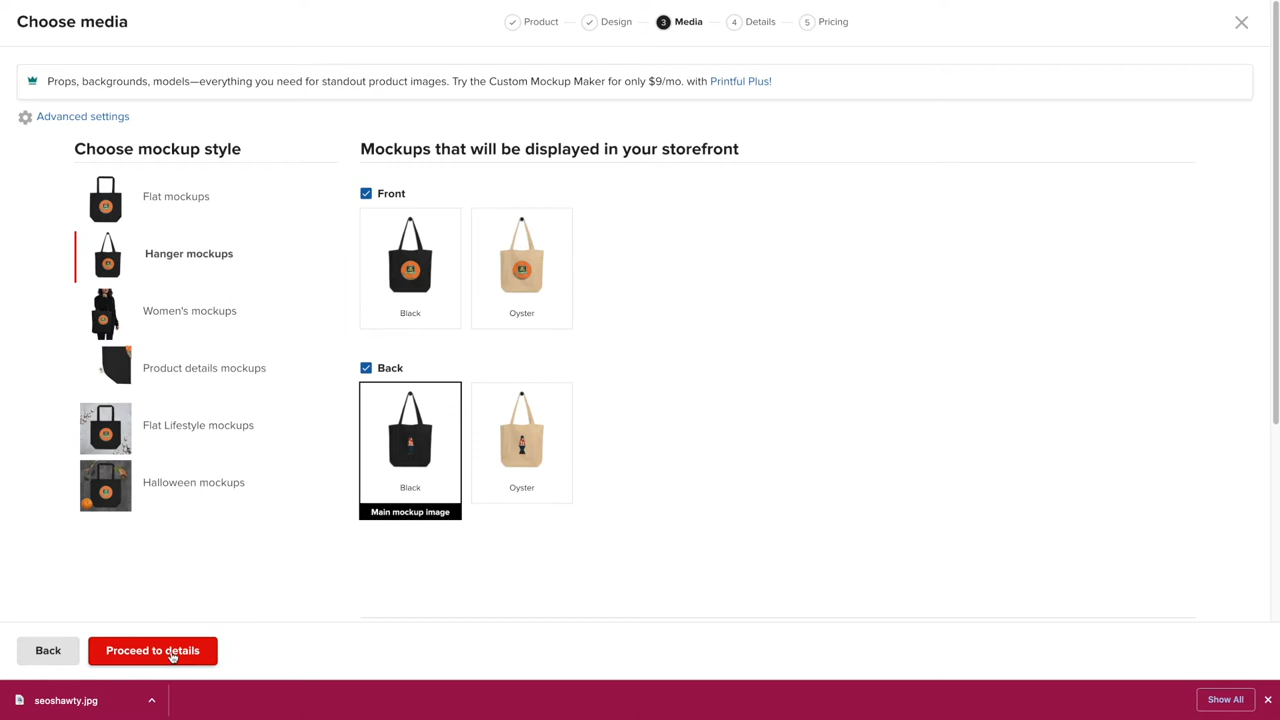 Choose media
Product
Design
3 Media
4 Details
5 Pricing
Props, backgrounds, models—everything you need for standout product images. Try the Custom Mockup Maker for only $9/mo. with Printful Plus!
Advanced settings
Choose mockup style
Flat mockups
Hanger mockups
Women's mockups
Product details mockups
Flat Lifestyle mockups
Halloween mockups
Mockups that will be displayed in your storefront
Front
Black
Oyster
Back
Black
Oyster
Main mockup image
Back
Proceed to details
seoshawty.jpg
Show All